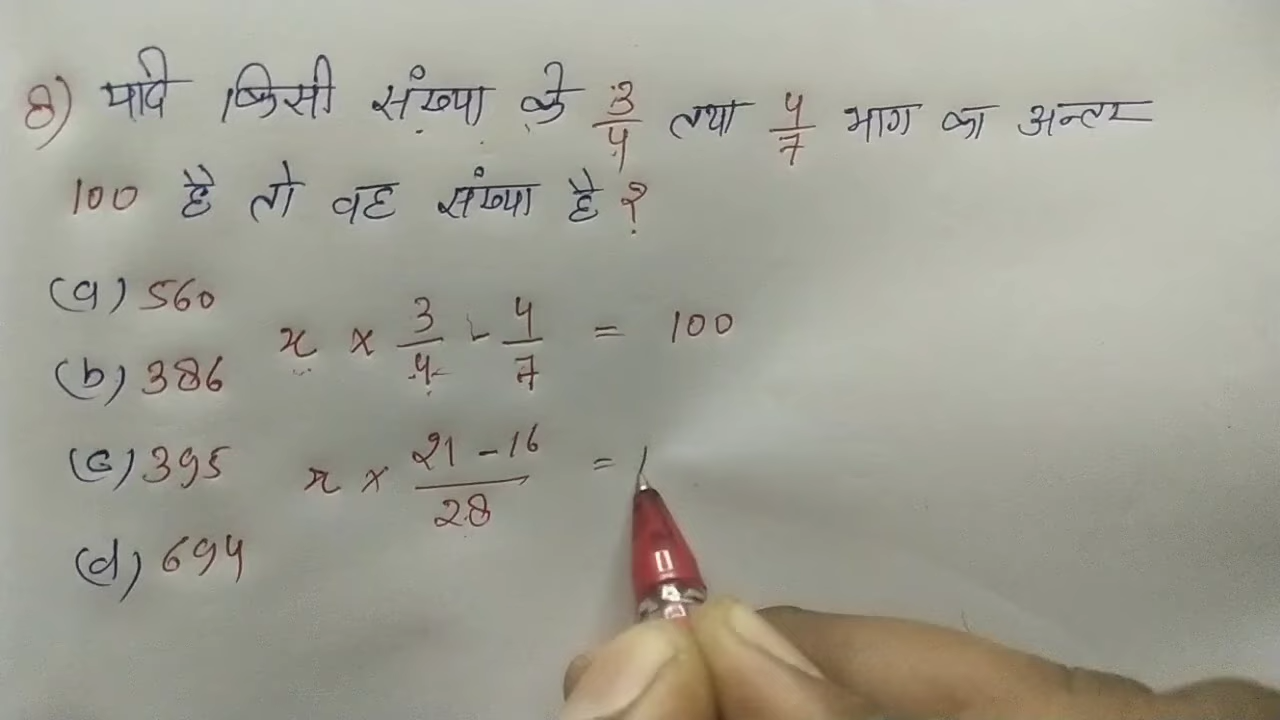 8) यदि किसी संख्या के 3/4 तथा 4/7 भाग का अन्तर
100 है तो वह संख्या है ?
(a) 560
x × 3/4 - 4/7 = 100
(b) 386
(c) 395
x × 21 - 16/28 = 1
(d) 694